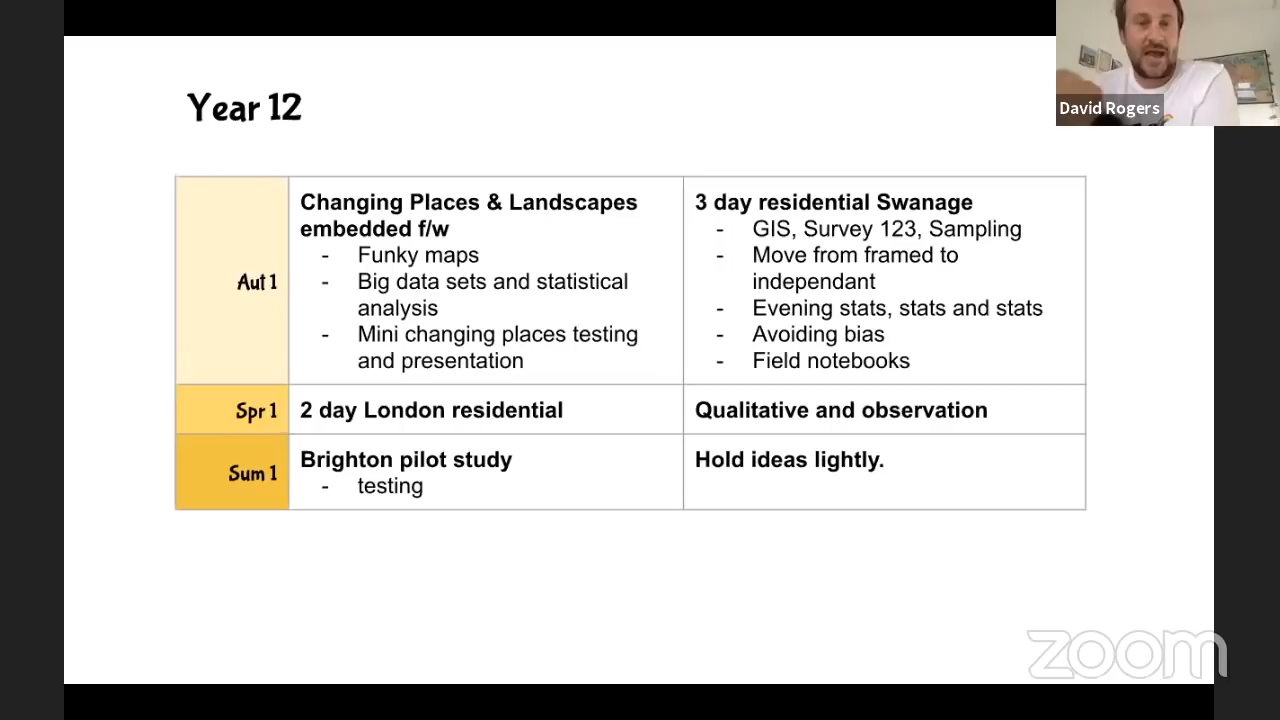 Year 12
David Rogers
Aut 1
Changing Places & Landscapes
embedded f/w
- Funky maps
- Big data sets and statistical
analysis
- Mini changing places testing
and presentation
3 day residential Swanage
- GIS, Survey 123, Sampling
- Move from framed to
independant
- Evening stats, stats and stats
- Avoiding bias
- Field notebooks
Spr 1
2 day London residential
Qualitative and observation
Sum 1
Brighton pilot study
- testing
Hold ideas lightly.
zoom